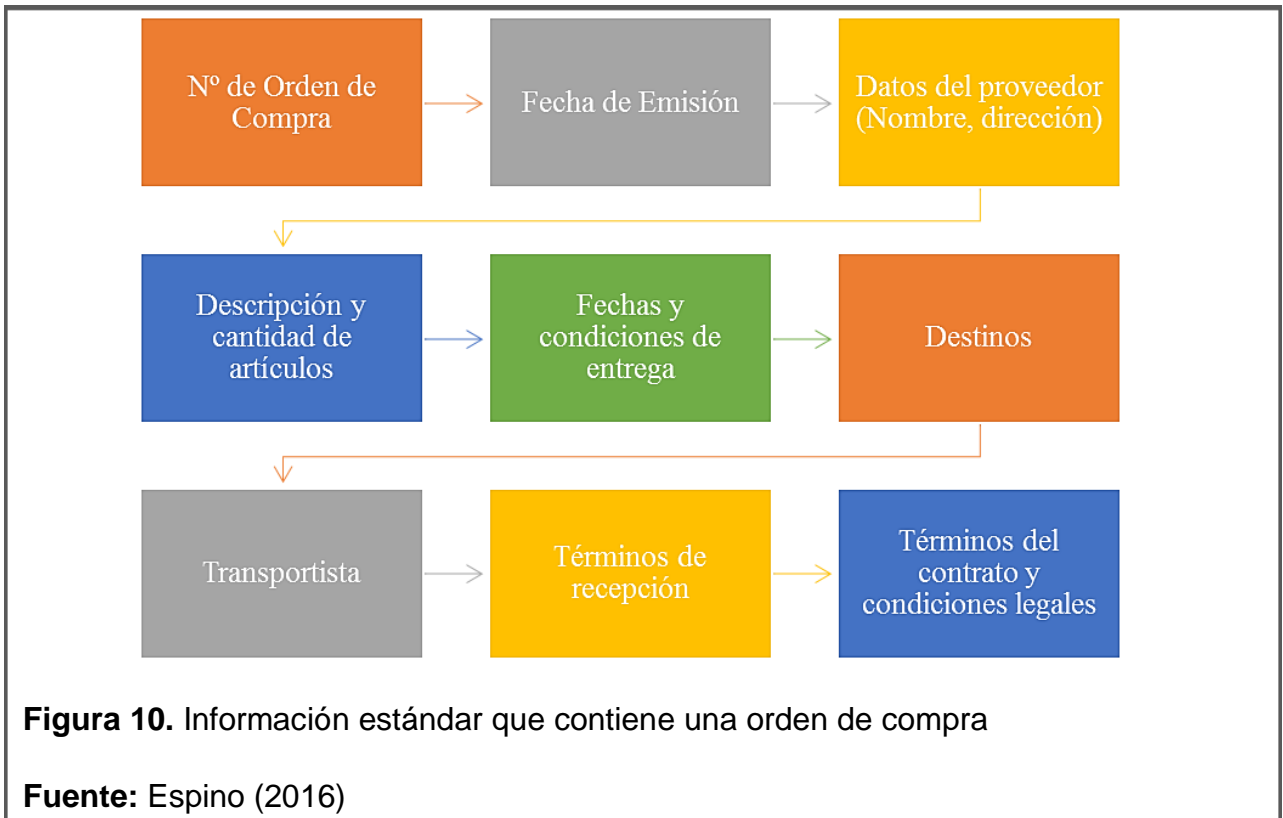 Nº de Orden de
Compra
Fecha de Emisión
Datos del proveedor
(Nombre, dirección)
Descripción y
cantidad de
artículos
Fechas y
condiciones de
entrega
Destinos
Transportista
Términos de
recepción
Términos del
contrato y
condiciones legales
Figura 10. Información estándar que contiene una orden de compra
Fuente: Espino (2016)